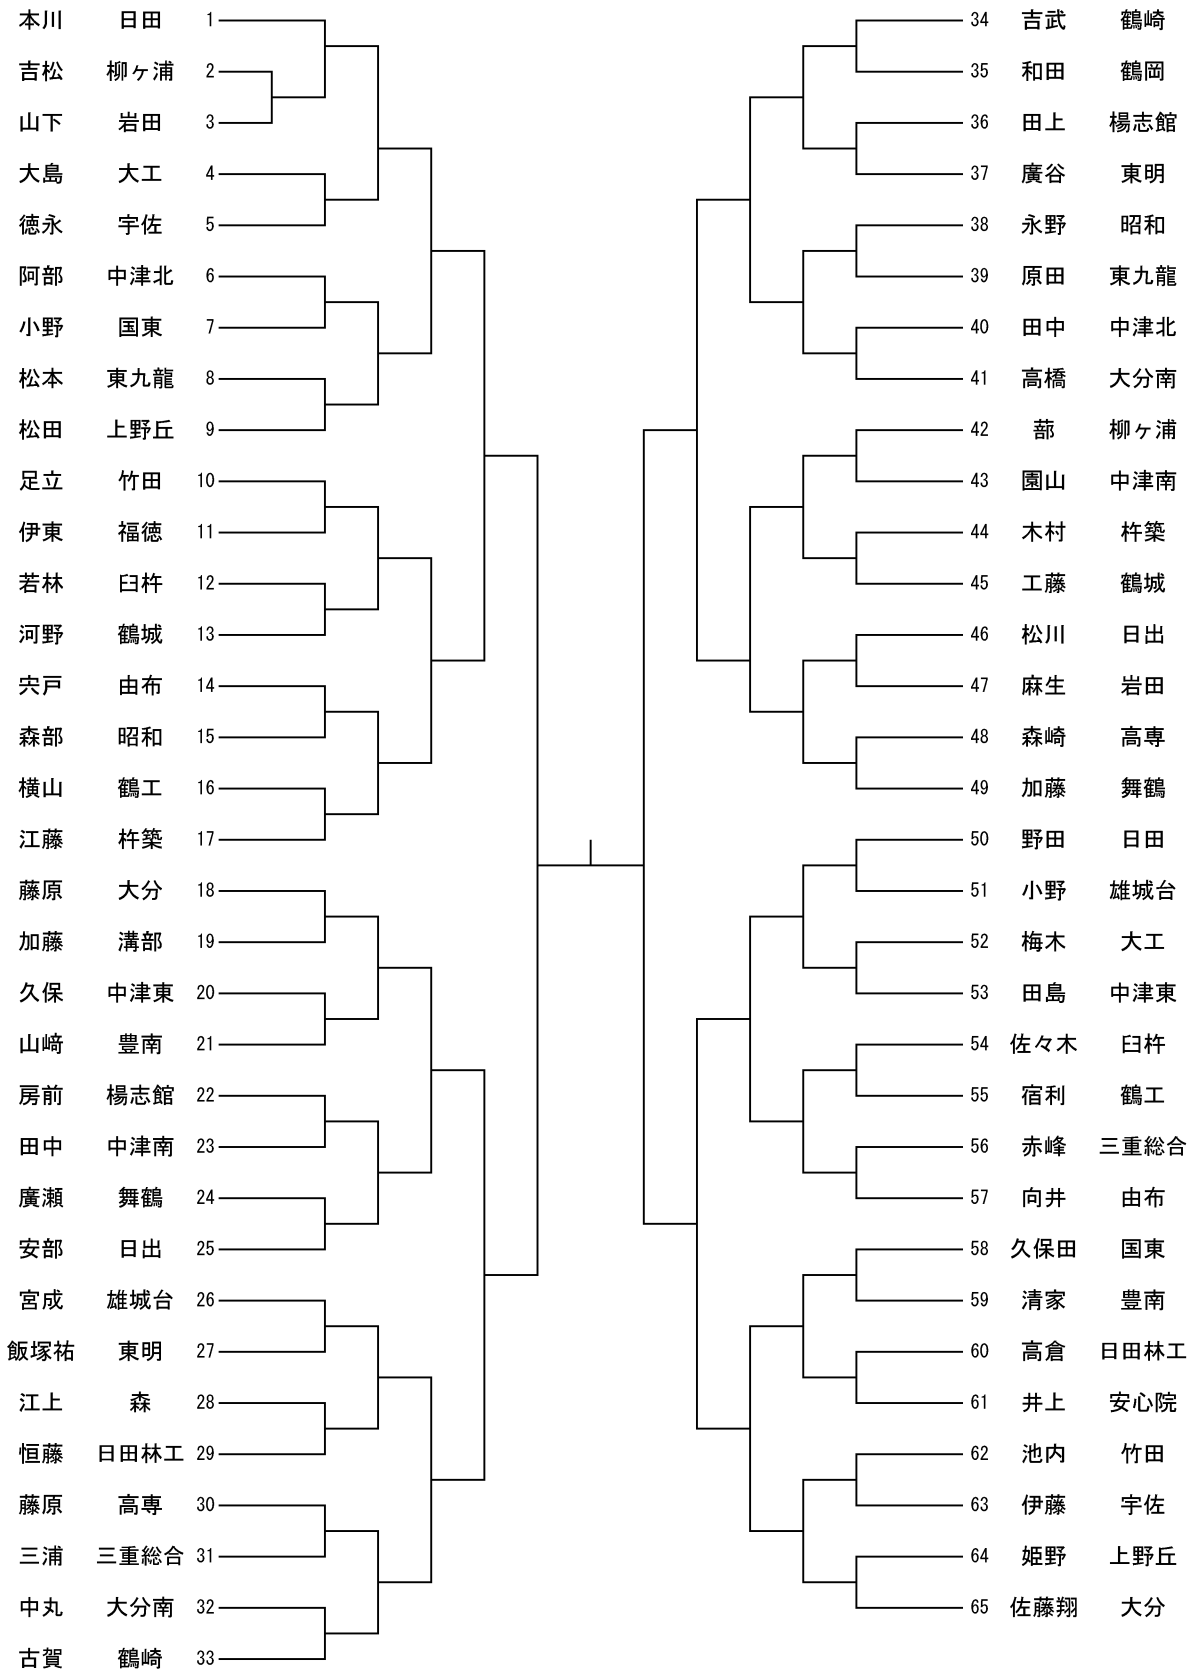 本川 日田 1
吉松 柳ヶ浦 2
山下 岩田 3
大島 大工 4
徳永 宇佐 5
阿部 中津北 6
小野 国東 7
松本 東九龍 8
松田 上野丘 9
足立 竹田 10
伊東 福徳 11
若林 臼杵 12
河野 鶴城 13
宍戸 由布 14
森部 昭和 15
横山 鶴工 16
江藤 杵築 17
藤原 大分 18
加藤 溝部 19
久保 中津東 20
山﨑 豊南 21
房前 楊志館 22
田中 中津南 23
廣瀬 舞鶴 24
安部 日出 25
宮成 雄城台 26
飯塚祐 東明 27
江上 森 28
恒藤 日田林工 29
藤原 高専 30
三浦 三重総合 31
中丸 大分南 32
古賀 鶴崎 33
34 吉武 鶴崎
35 和田 鶴岡
36 田上 楊志館
37 廣谷 東明
38 永野 昭和
39 原田 東九龍
40 田中 中津北
41 高橋 大分南
42 蔀 柳ヶ浦
43 園山 中津南
44 木村 杵築
45 工藤 鶴城
46 松川 日出
47 麻生 岩田
48 森崎 高専
49 加藤 舞鶴
50 野田 日田
51 小野 雄城台
52 梅木 大工
53 田島 中津東
54 佐々木 臼杵
55 宿利 鶴工
56 赤峰 三重総合
57 向井 由布
58 久保田 国東
59 清家 豊南
60 高倉 日田林工
61 井上 安心院
62 池内 竹田
63 伊藤 宇佐
64 姫野 上野丘
65 佐藤翔 大分